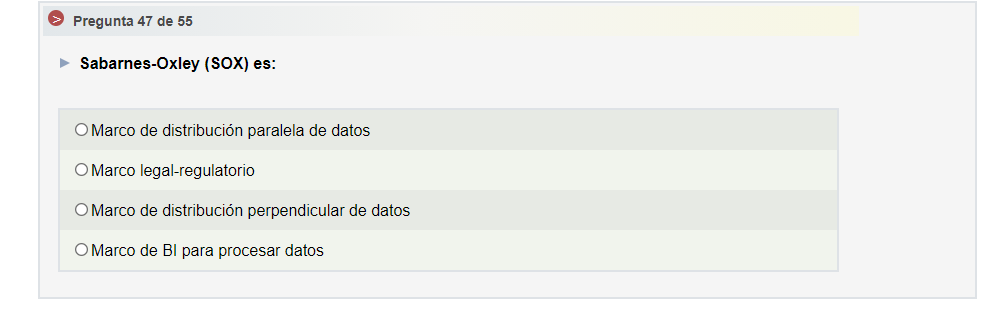 Pregunta 47 de 55
Sabarnes-Oxley (SOX) es:
Marco de distribución paralela de datos
Marco legal-regulatorio
Marco de distribución perpendicular de datos
Marco de BI para procesar datos